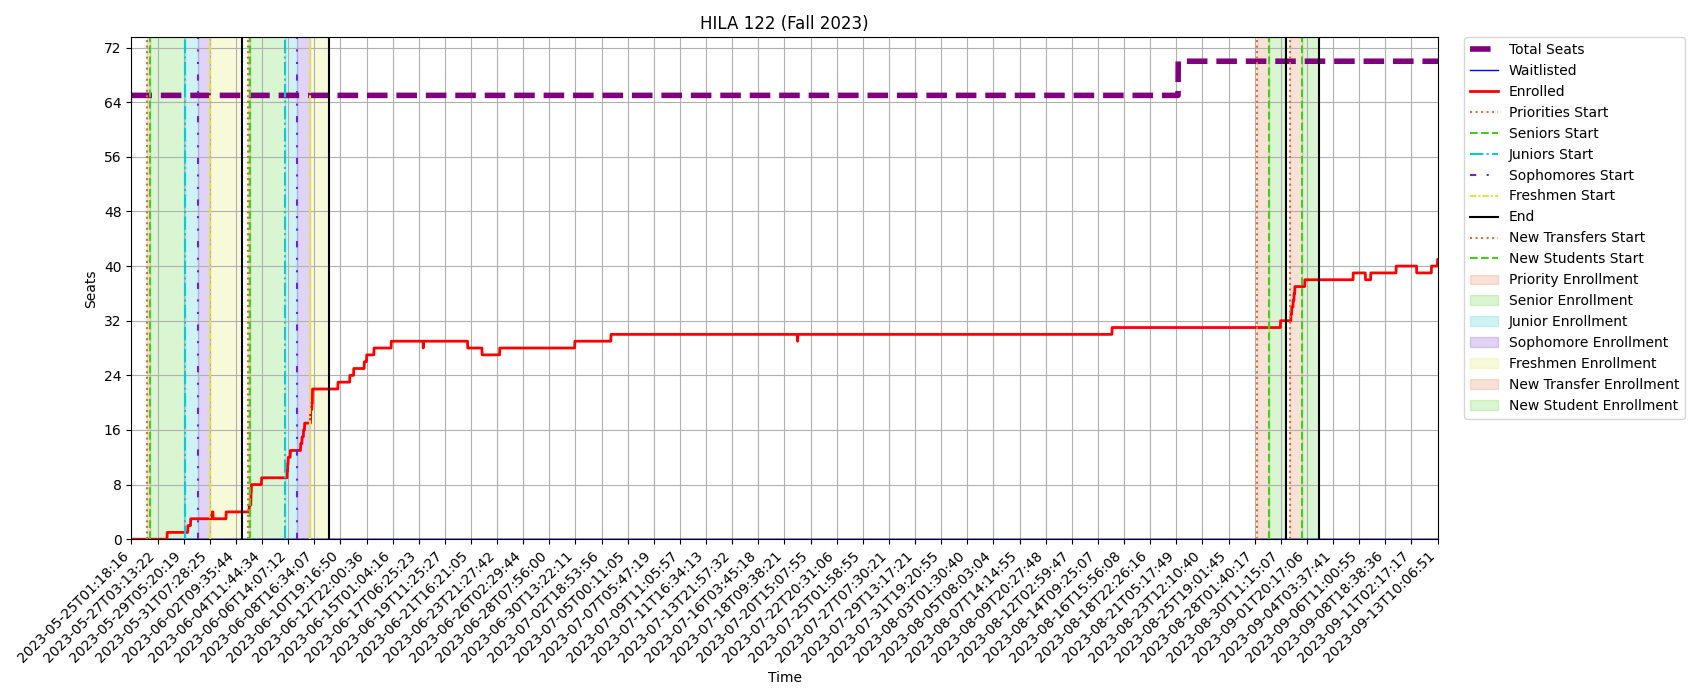 HILA 122 (Fall 2023)
72
64
56
48
40
32
24
16
8
0
Seats
2023-05-25T01:18:16
2023-05-27T03:13:22
2023-05-29T05:20:19
2023-05-31T07:28:25
2023-06-02T09:35:44
2023-06-04T11:44:34
2023-06-06T14:07:12
2023-06-08T16:34:07
2023-06-10T19:16:50
2023-06-12T22:00:36
2023-06-15T01:04:16
2023-06-17T06:25:23
2023-06-19T11:25:27
2023-06-21T16:21:05
2023-06-23T21:27:42
2023-06-26T02:29:44
2023-06-28T07:56:00
2023-06-30T13:22:11
2023-07-02T18:53:56
2023-07-05T00:11:05
2023-07-07T05:47:19
2023-07-09T11:05:57
2023-07-11T16:34:13
2023-07-13T21:57:32
2023-07-16T03:45:18
2023-07-18T09:38:21
2023-07-20T15:07:55
2023-07-22T20:31:06
2023-07-25T01:58:55
2023-07-27T07:30:21
2023-07-29T13:17:21
2023-07-31T19:20:55
2023-08-03T01:30:40
2023-08-05T08:03:04
2023-08-07T14:14:55
2023-08-09T20:27:48
2023-08-12T02:59:47
2023-08-14T09:25:07
2023-08-16T15:56:08
2023-08-18T22:26:16
2023-08-21T05:17:49
2023-08-23T12:10:40
2023-08-25T19:01:45
2023-08-28T01:40:17
2023-08-30T11:15:07
2023-09-01T20:17:06
2023-09-04T03:37:41
2023-09-06T11:00:55
2023-09-08T18:38:36
2023-09-11T02:17:17
2023-09-13T10:06:51
Time
Total Seats
Waitlisted
Enrolled
Priorities Start
Seniors Start
Juniors Start
Sophomores Start
Freshmen Start
End
New Transfers Start
New Students Start
Priority Enrollment
Senior Enrollment
Junior Enrollment
Sophomore Enrollment
Freshmen Enrollment
New Transfer Enrollment
New Student Enrollment